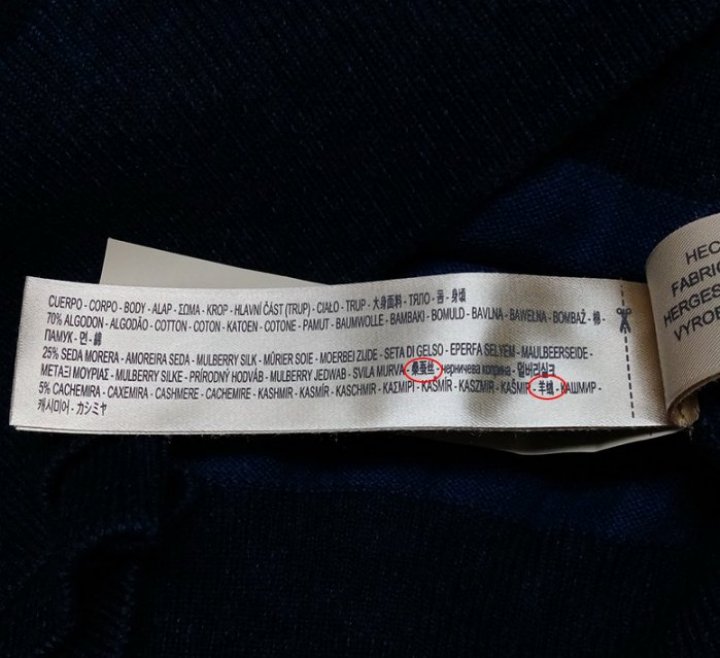 CUERPO - CORPO - BODY - ALAP - ΣΩΜΑ - KROP - HLAVNÍ ČÁST (TRUP) - CIAŁO - TRUP - 大身面料 - ТЯЛО - 몸 - 身頃
70% ALGODON - ALGODÃO - COTTON - COTON - KATOEN - COTONE - PAMUT - BAUMWOLLE - BAMBAKI - BOMULD - BAVLNA - BAWEŁNA - BOMBAŽ - 棉 -
ПАМУК - 면 - 綿
25% SEDA MORERA - AMOREIRA SEDA - MULBERRY SILK - MÛRIER SOIE - MOERBEI ZIJDE - SETA DI GELSO - EPERFA SELYEM - MAULBEERSEIDE -
ΜΕΤΑΞΙ ΜΟΥΡΙΑΣ - MULBERRY SILKE - PRÍRODNÝ HODVÁB - MULBERRY JEDWAB - SVILA MURVA - 桑蚕丝 - черничева коприна - 멀버리실크
5% CACHEMIRA - CAXEMIRA - CASHMERE - CACHEMIRE - KASHMIR - KASJMIR - KASCHMIR - ΚΑΣΜΙΡΙ - KAŠMÍR - KASZMIR - KAŠMIR - 羊绒 - КАШМИР -
캐시미어 - カシミヤ
HEC
FABRIC
HERGES
VYROB